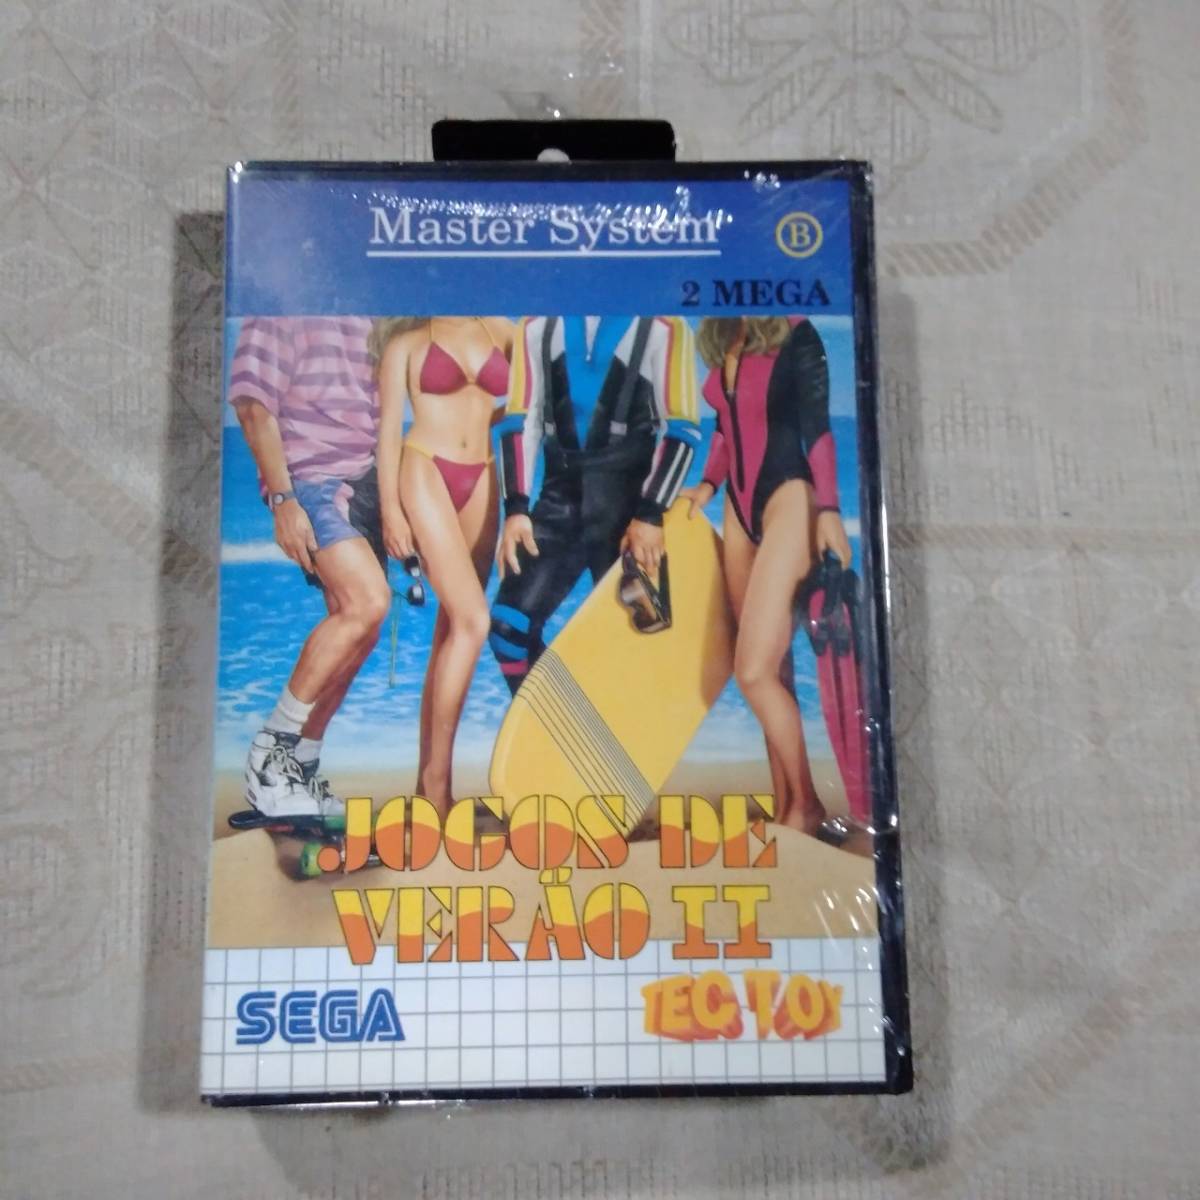 Master System
B
2 MEGA
JOGOS DE
VERÃO II
SEGA
TEC TOY